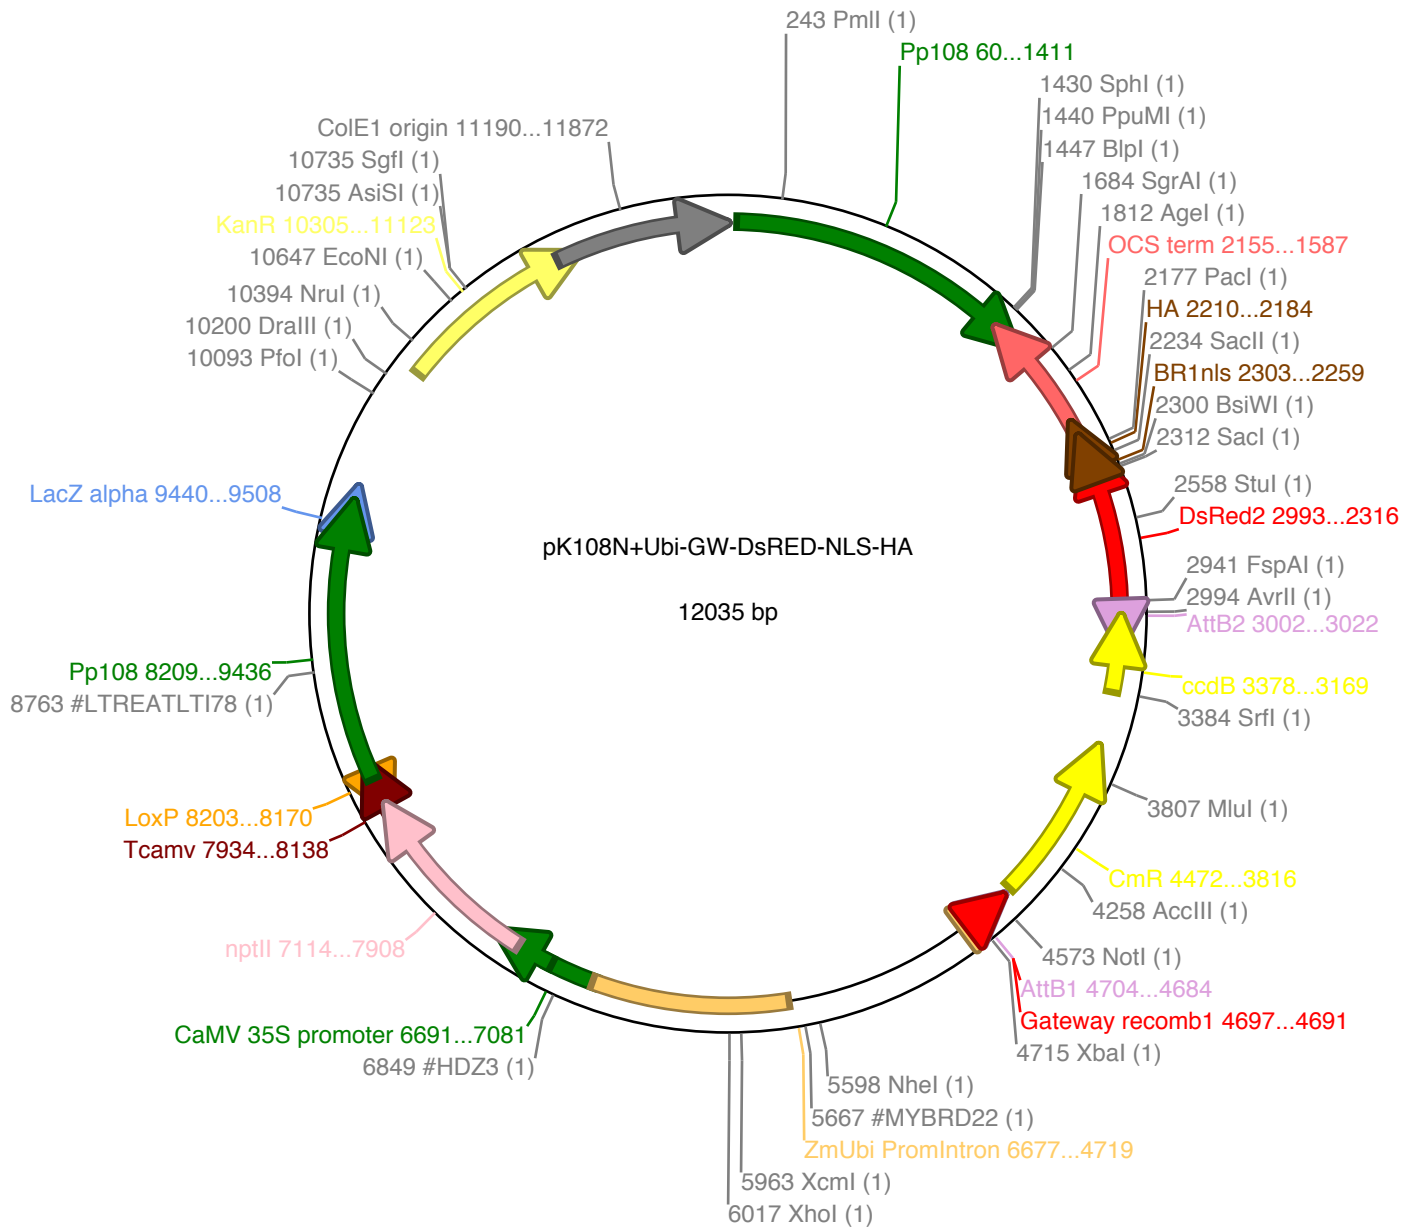 243 PmlI (1)
Pp108 60...1411
1430 SphI (1)
1440 PpuMI (1)
1447 BlpI (1)
1684 SgrAI (1)
1812 AgeI (1)
OCS term 2155...1587
2177 PacI (1)
HA 2210...2184
2234 SacII (1)
BR1nls 2303...2259
2300 BsiWI (1)
2312 SacI (1)
2558 StuI (1)
DsRed2 2993...2316
2941 FspAI (1)
2994 AvrII (1)
AttB2 3002...3022
ccdB 3378...3169
3384 SrfI (1)
3807 MluI (1)
CmR 4472...3816
4258 AccIII (1)
4573 NotI (1)
AttB1 4704...4684
Gateway recomb1 4697...4691
4715 XbaI (1)
5598 NheI (1)
5667 #MYBRD22 (1)
ZmUbi PromIntron 6677...4719
5963 XcmI (1)
6017 XhoI (1)
6849 #HDZ3 (1)
CaMV 35S promoter 6691...7081
nptII 7114...7908
Tcamv 7934...8138
LoxP 8203...8170
8763 #LTREATLTI78 (1)
Pp108 8209...9436
LacZ alpha 9440...9508
10093 PfoI (1)
10200 DraIII (1)
10394 NruI (1)
10647 EcoNI (1)
KanR 10305...11123
10735 AsiSI (1)
10735 SgfI (1)
ColE1 origin 11190...11872
pK108N+Ubi-GW-DsRED-NLS-HA
12035 bp